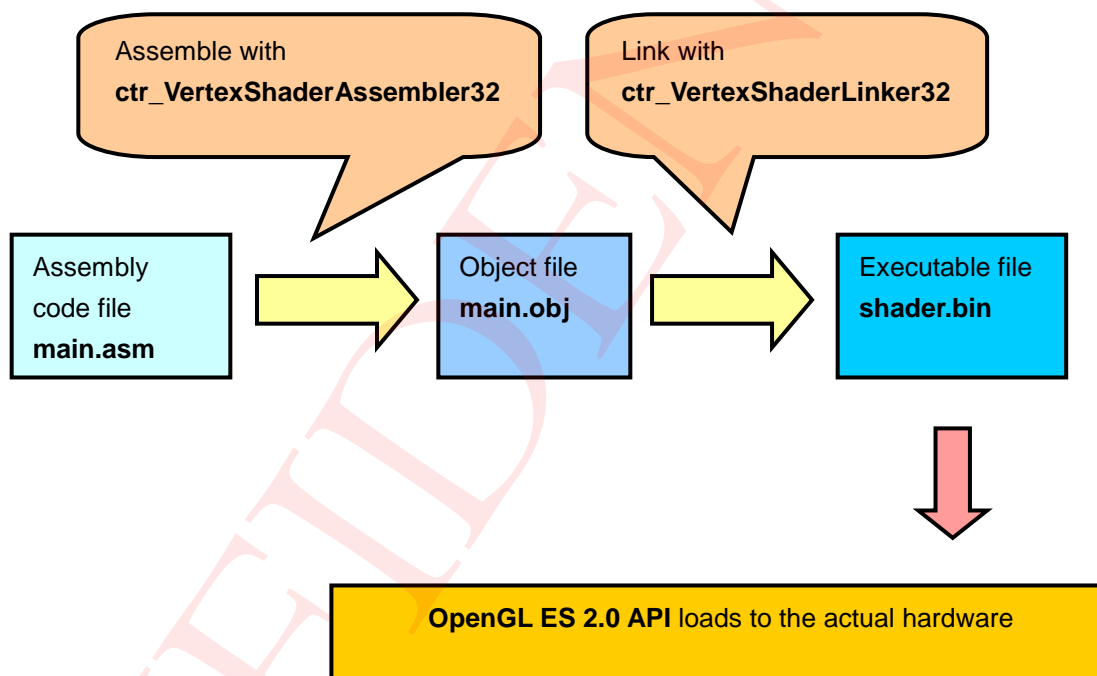 Assemble with
ctr_VertexShaderAssembler32
Link with
ctr_VertexShaderLinker32
Assembly
code file
main.asm
Object file
main.obj
Executable file
shader.bin
OpenGL ES 2.0 API loads to the actual hardware